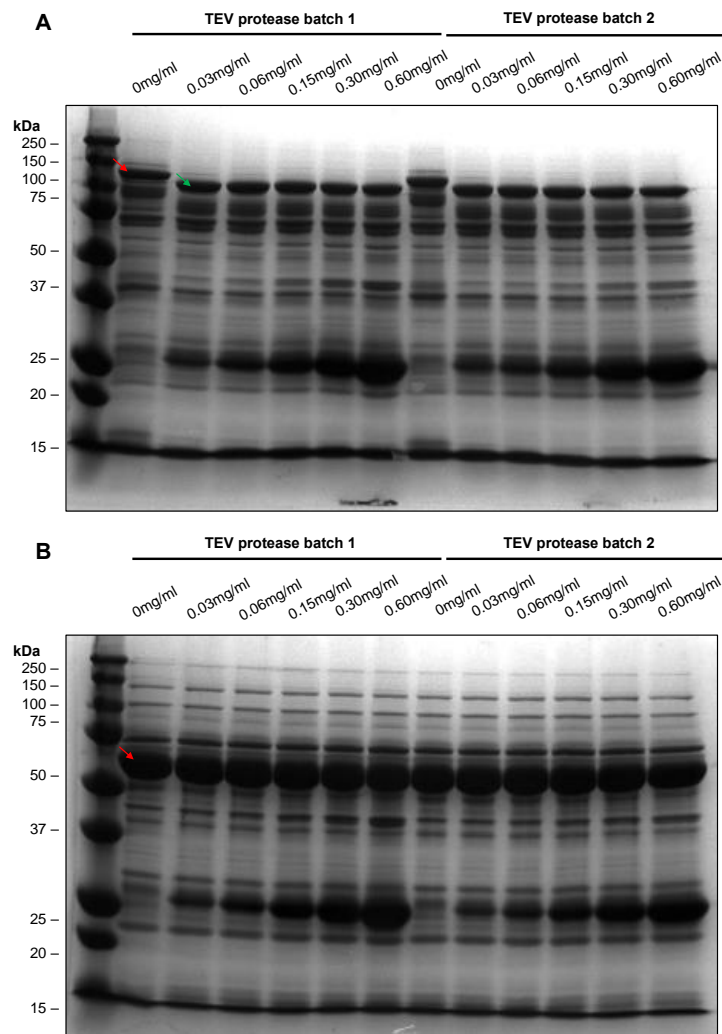 A
TEV protease batch 1 TEV protease batch 2
0mg/ml 0.03mg/ml 0.06mg/ml 0.15mg/ml 0.30mg/ml 0.60mg/ml 0mg/ml 0.03mg/ml 0.06mg/ml 0.15mg/ml 0.30mg/ml 0.60mg/ml
kDa
250 –
150 –
100 –
75 –
50 –
37 –
25 –
20 –
15 –
B
TEV protease batch 1 TEV protease batch 2
0mg/ml 0.03mg/ml 0.06mg/ml 0.15mg/ml 0.30mg/ml 0.60mg/ml 0mg/ml 0.03mg/ml 0.06mg/ml 0.15mg/ml 0.30mg/ml 0.60mg/ml
kDa
250 –
150 –
100 –
75 –
50 –
37 –
25 –
20 –
15 –